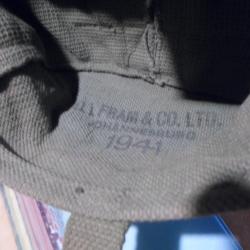 L. FRAM & CO. LTD.
JOHANNESBURG
1941